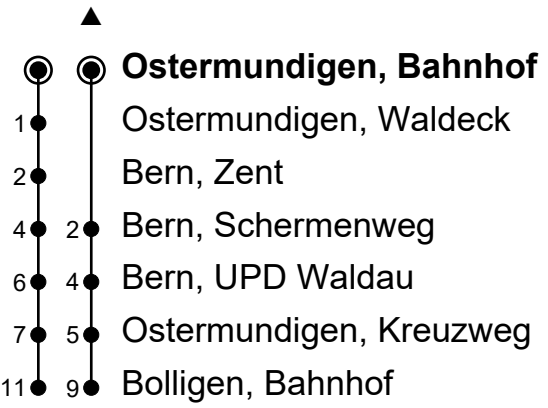 ▲
Ostermundigen, Bahnhof
1 Ostermundigen, Waldeck
2 Bern, Zent
4 2 Bern, Schermenweg
6 4 Bern, UPD Waldau
7 5 Ostermundigen, Kreuzweg
11 9 Bolligen, Bahnhof